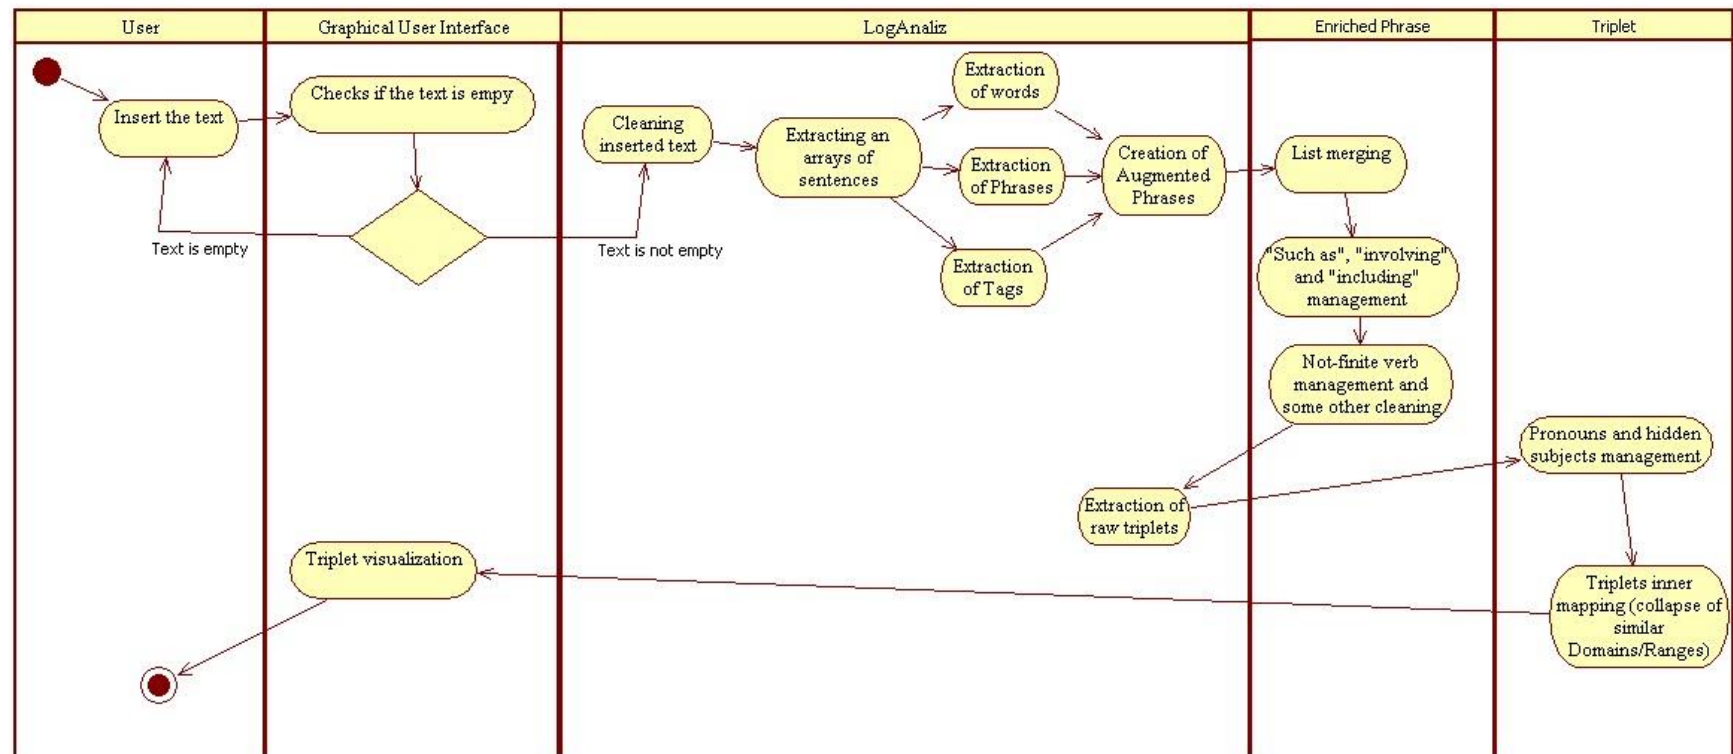 User
Graphical User Interface
LogAnaliz
Enriched Phrase
Triplet
Insert the text
Checks if the text is empy
Text is empty
Text is not empty
Cleaning
inserted text
Extracting an
arrays of
sentences
Extraction
of words
Extraction
of Phrases
Extraction
of Tags
Creation of
Augmented
Phrases
List merging
"Such as", "involving"
and "including"
management
Not-finite verb
management and
some other cleaning
Extraction of
raw triplets
Pronouns and hidden
subjects management
Triplets inner
mapping (collapse of
similar
Domains/Ranges)
Triplet visualization